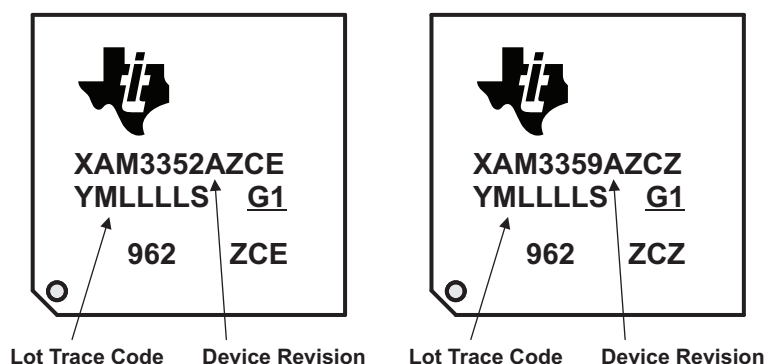 XAM3352AZCE
YMLLLLS G1
962 ZCE
Lot Trace Code Device Revision
XAM3359AZCZ
YMLLLLS G1
962 ZCZ
Lot Trace Code Device Revision